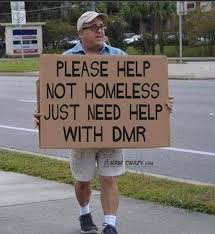 PLEASE HELP
NOT HOMELESS
JUST NEED HELP
WITH DMR
HAM CRAZY.com